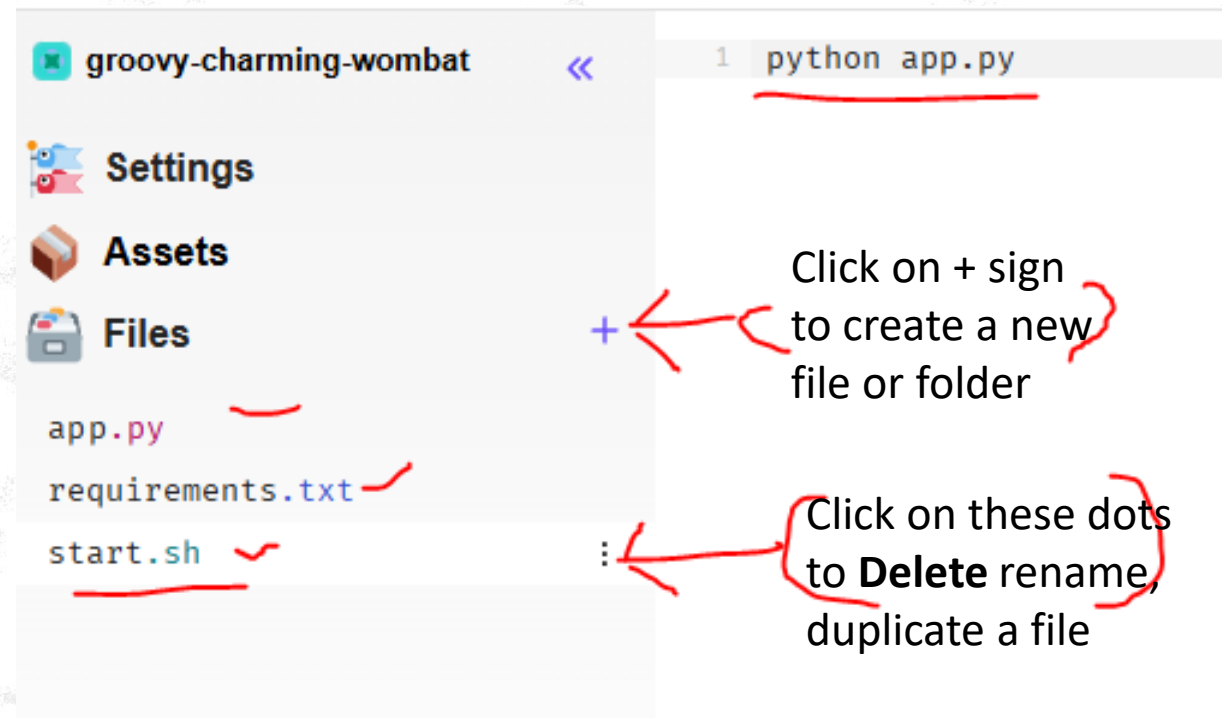 groovy-charming-wombat «
1 python app.py
Settings
Assets
Files +
Click on + sign
to create a new
file or folder
app.py
requirements.txt
start.sh
Click on these dots
to Delete rename,
duplicate a file